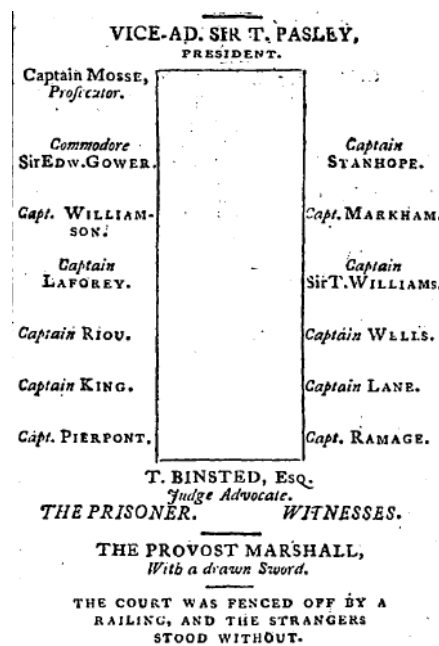 VICE-AD. SIR T. PASLEY,
PRESIDENT.
Captain MOSSE,
Prosecutor.
Commodore
Sir EDW. GOWER.
Captain
STANHOPE.
Capt. WILLIAM-
SON.
Capt. MARKHAM.
Captain
LAFOREY.
Captain
Sir T. WILLIAMS.
Captain RIOU.
Captain WELLS.
Captain KING.
Captain LANE.
Capt. PIERPONT.
Capt. RAMAGE.
T. BINSTED, ESQ.
Judge Advocate.
THE PRISONER. WITNESSES.
THE PROVOST MARSHALL,
With a drawn Sword.
THE COURT WAS FENCED OFF BY A
RAILING, AND THE STRANGERS
STOOD WITHOUT.